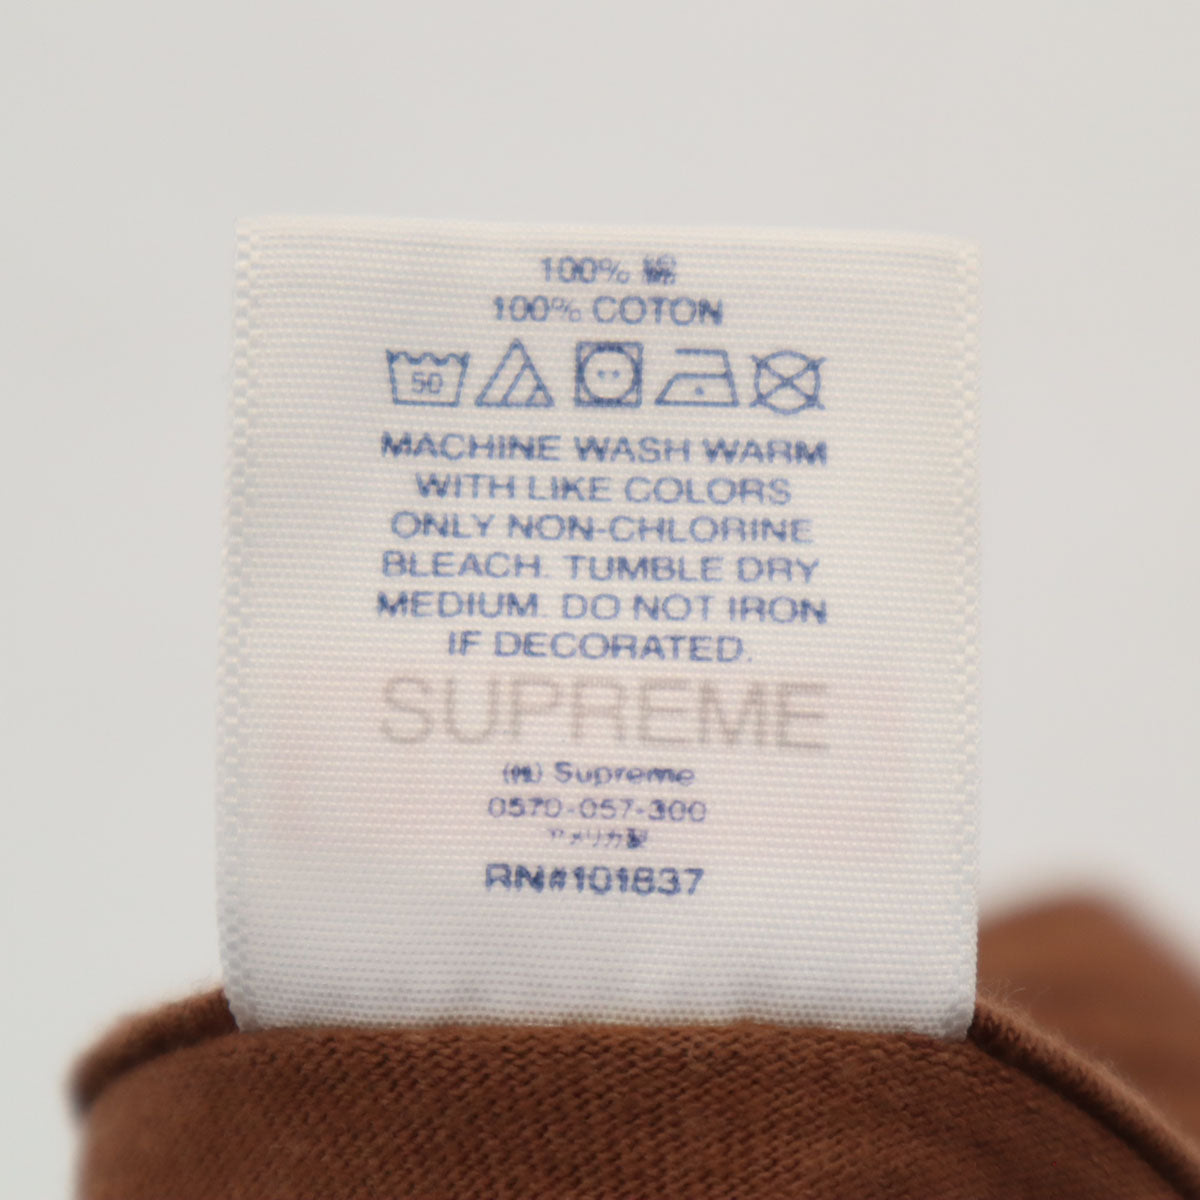 100% 綿
100% COTON
50
MACHINE WASH WARM
WITH LIKE COLORS
ONLY NON-CHLORINE
BLEACH. TUMBLE DRY
MEDIUM. DO NOT IRON
IF DECORATED.
SUPREME
(株) Supreme
0570-057-300
アメリカ製
RN#101837